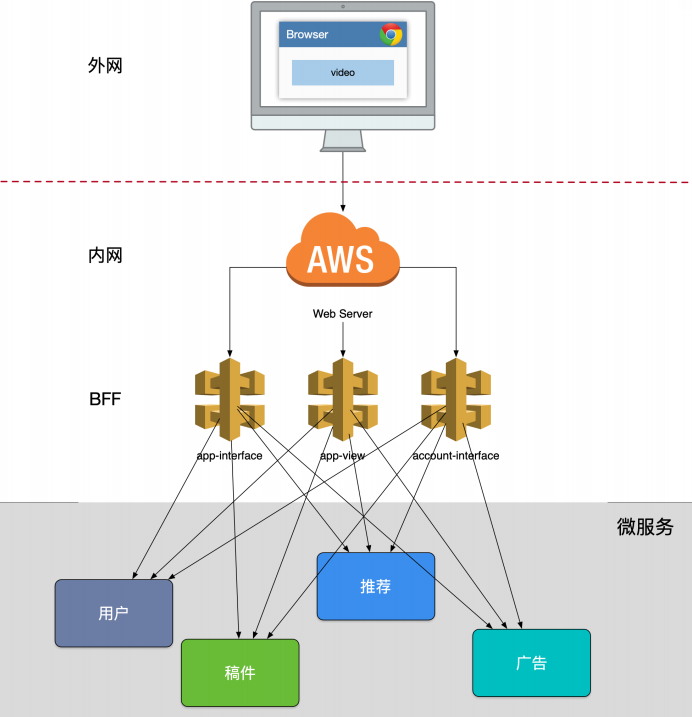 外网
Browser
video
内网
AWS
Web Server
BFF
app-interface
app-view
account-interface
微服务
用户
推荐
稿件
广告